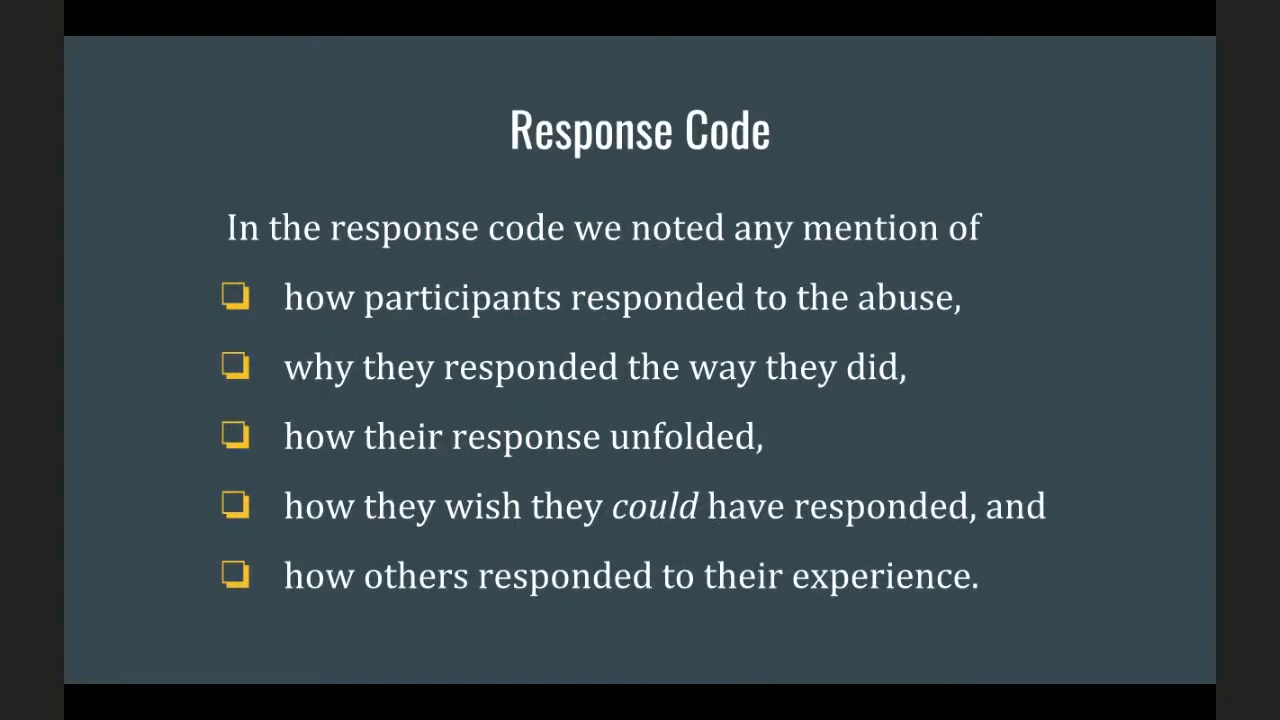 Response Code
In the response code we noted any mention of
❏ how participants responded to the abuse,
❏ why they responded the way they did,
❏ how their response unfolded,
❏ how they wish they could have responded, and
❏ how others responded to their experience.